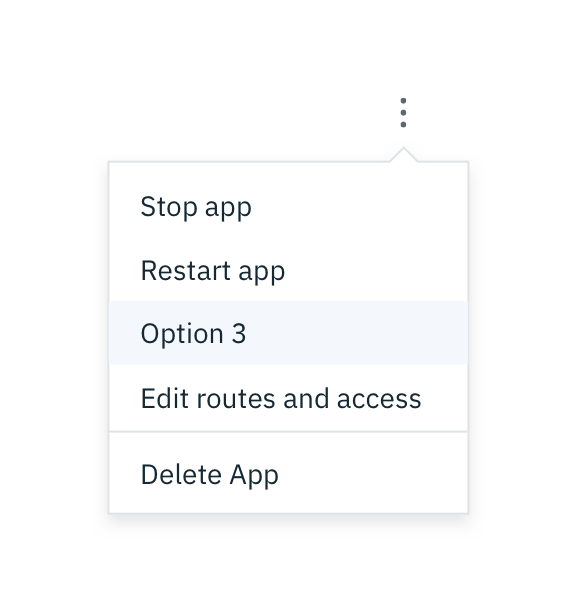 Stop app
Restart app
Option 3
Edit routes and access
Delete App